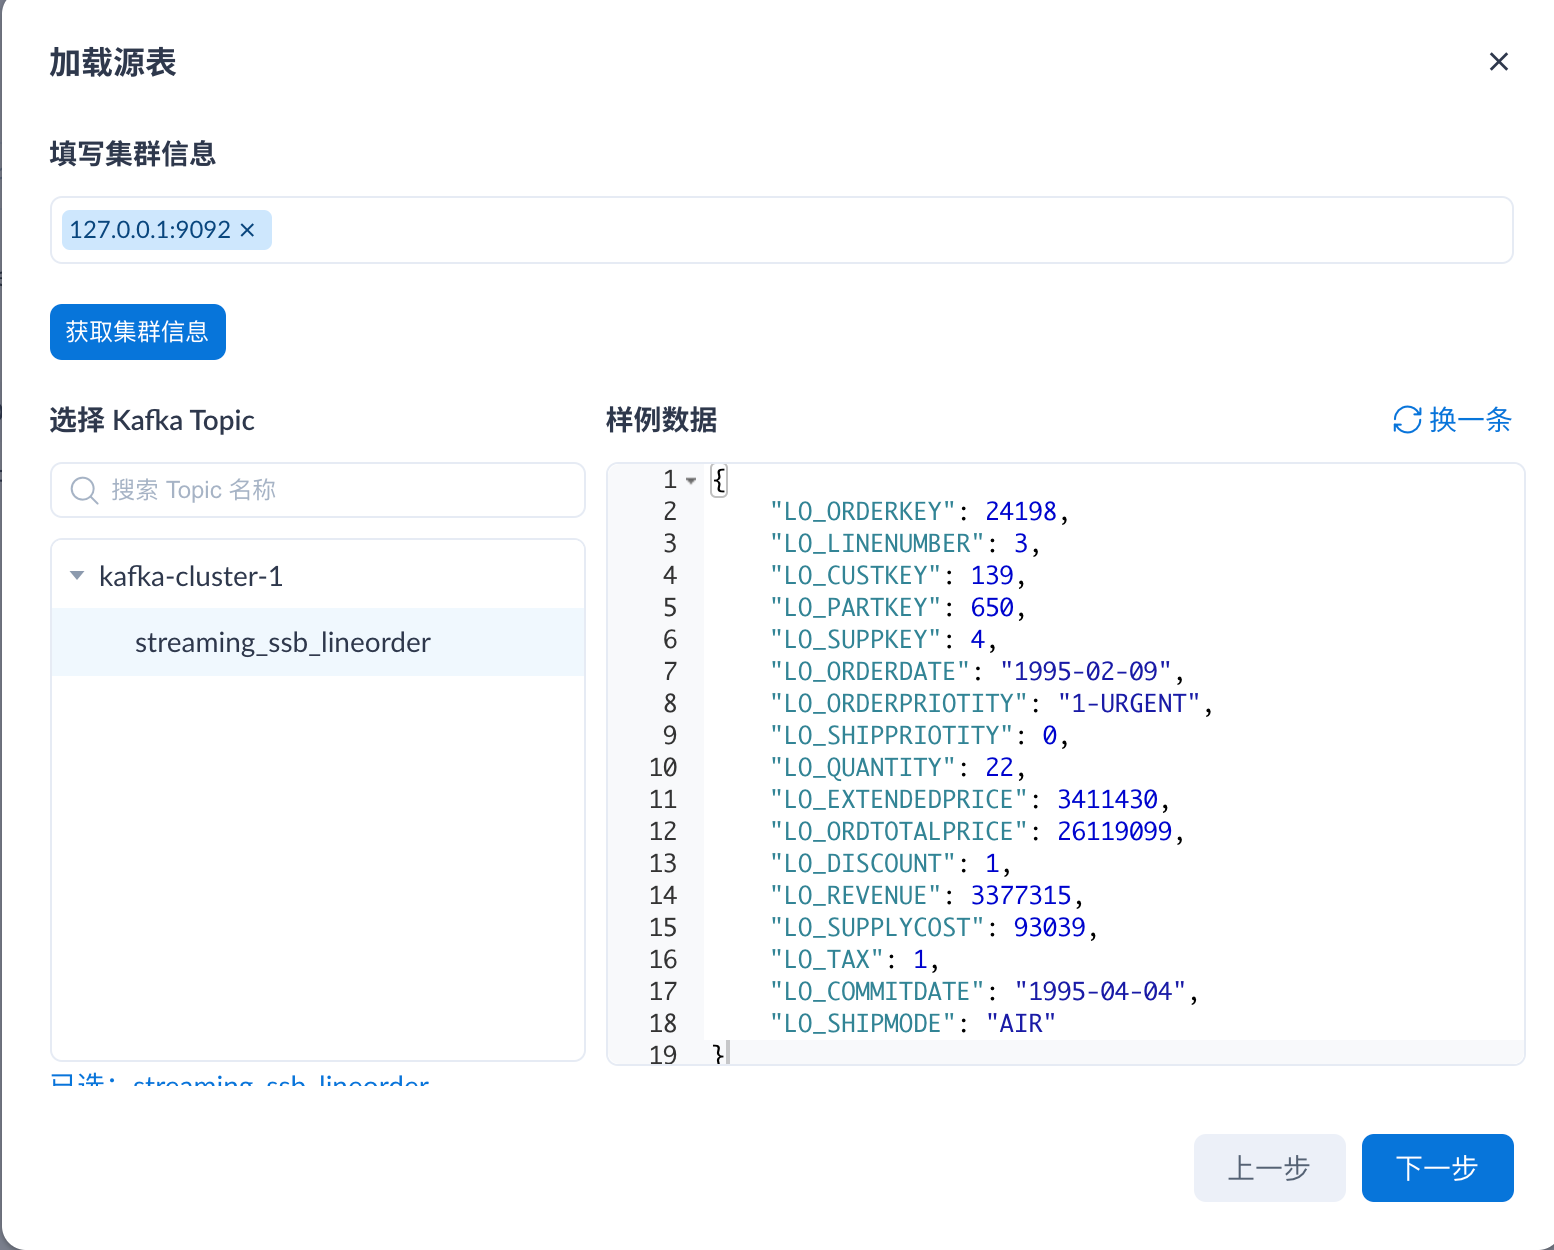 加载源表
填写集群信息
127.0.0.1:9092
获取集群信息
选择 Kafka Topic
搜索 Topic 名称
kafka-cluster-1
streaming_ssb_lineorder
已选：streaming_ssb_lineorder
样例数据
换一条
1 {
2 "LO_ORDERKEY": 24198,
3 "LO_LINENUMBER": 3,
4 "LO_CUSTKEY": 139,
5 "LO_PARTKEY": 650,
6 "LO_SUPPKEY": 4,
7 "LO_ORDERDATE": "1995-02-09",
8 "LO_ORDERPRIOTITY": "1-URGENT",
9 "LO_SHIPPRIOTITY": 0,
10 "LO_QUANTITY": 22,
11 "LO_EXTENDEDPRICE": 3411430,
12 "LO_ORDTOTALPRICE": 26119099,
13 "LO_DISCOUNT": 1,
14 "LO_REVENUE": 3377315,
15 "LO_SUPPLYCOST": 93039,
16 "LO_TAX": 1,
17 "LO_COMMITDATE": "1995-04-04",
18 "LO_SHIPMODE": "AIR"
19 }
上一步
下一步